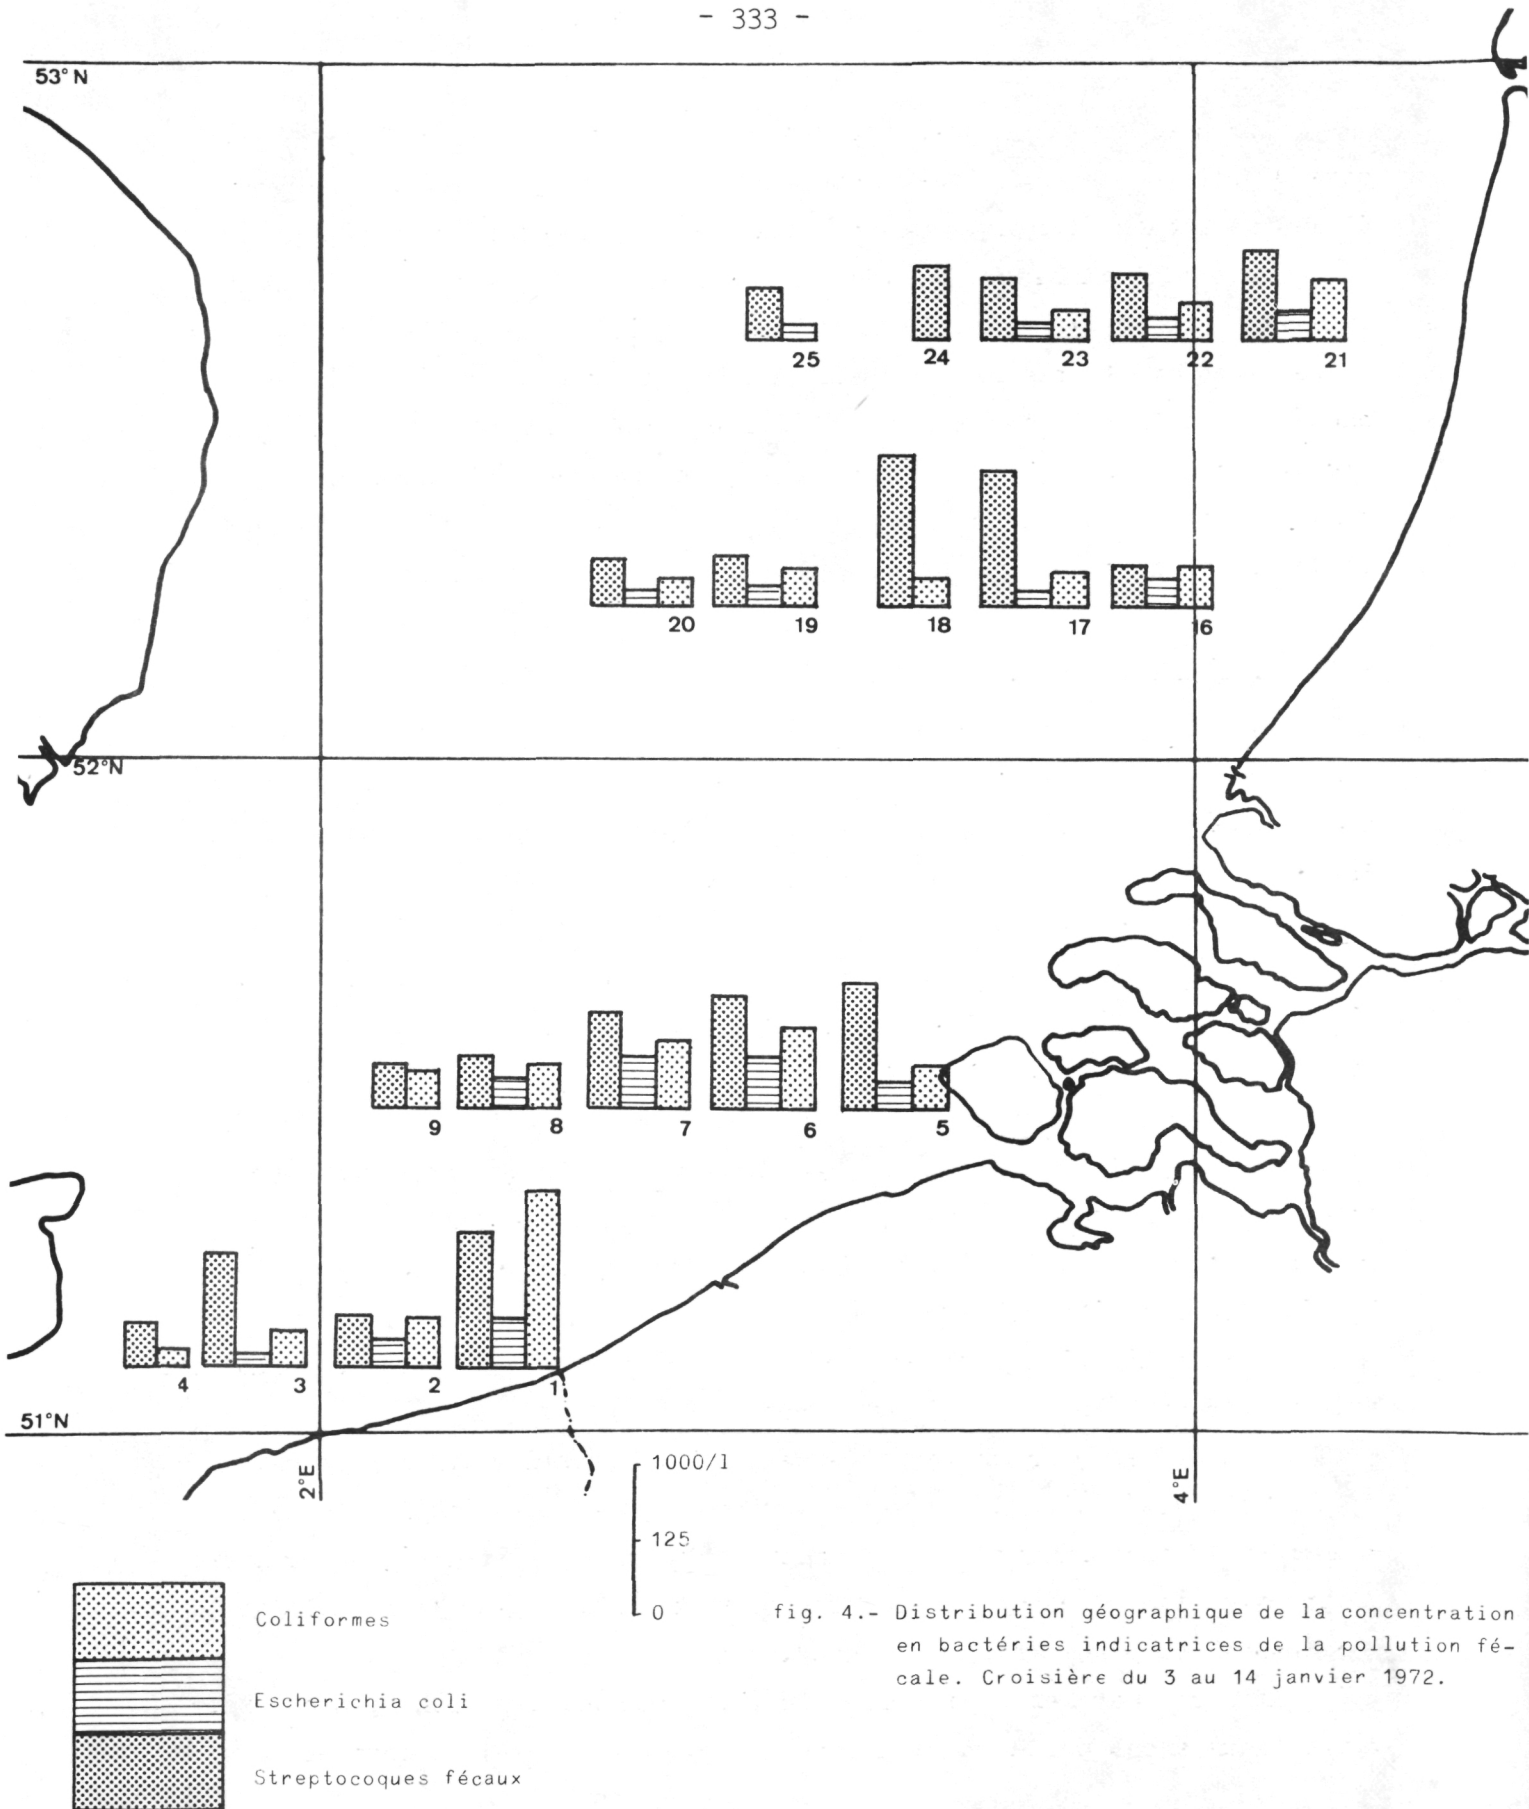 - 333 -
53°N
25 24 23 22 21
20 19 18 17 16
52°N
9 8 7 6 5
4 3 2 1
51°N
2°E
4°E
1000/l
125
0
Coliformes
Escherichia coli
Streptocoques fécaux
fig. 4.- Distribution géographique de la concentration
en bactéries indicatrices de la pollution fé-
cale. Croisière du 3 au 14 janvier 1972.